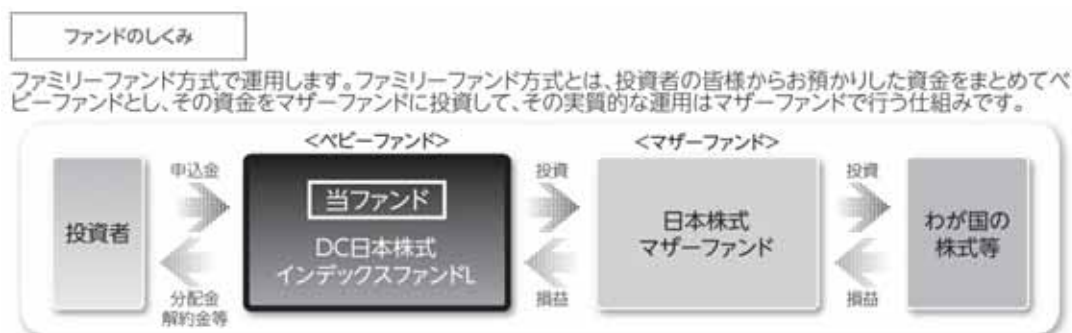 ファンドのしくみ
ファミリーファンド方式で運用します。ファミリーファンド方式とは、投資者の皆様からお預かりした資金をまとめてベ
ビーファンドとし、その資金をマザーファンドに投資して、その実質的な運用はマザーファンドで行う仕組みです。
<ベビーファンド>
<マザーファンド>
投資者
申込金
分配金
解約金等
当ファンド
DC日本株式
インデックスファンドL
投資
損益
日本株式
マザーファンド
投資
損益
わが国の
株式等